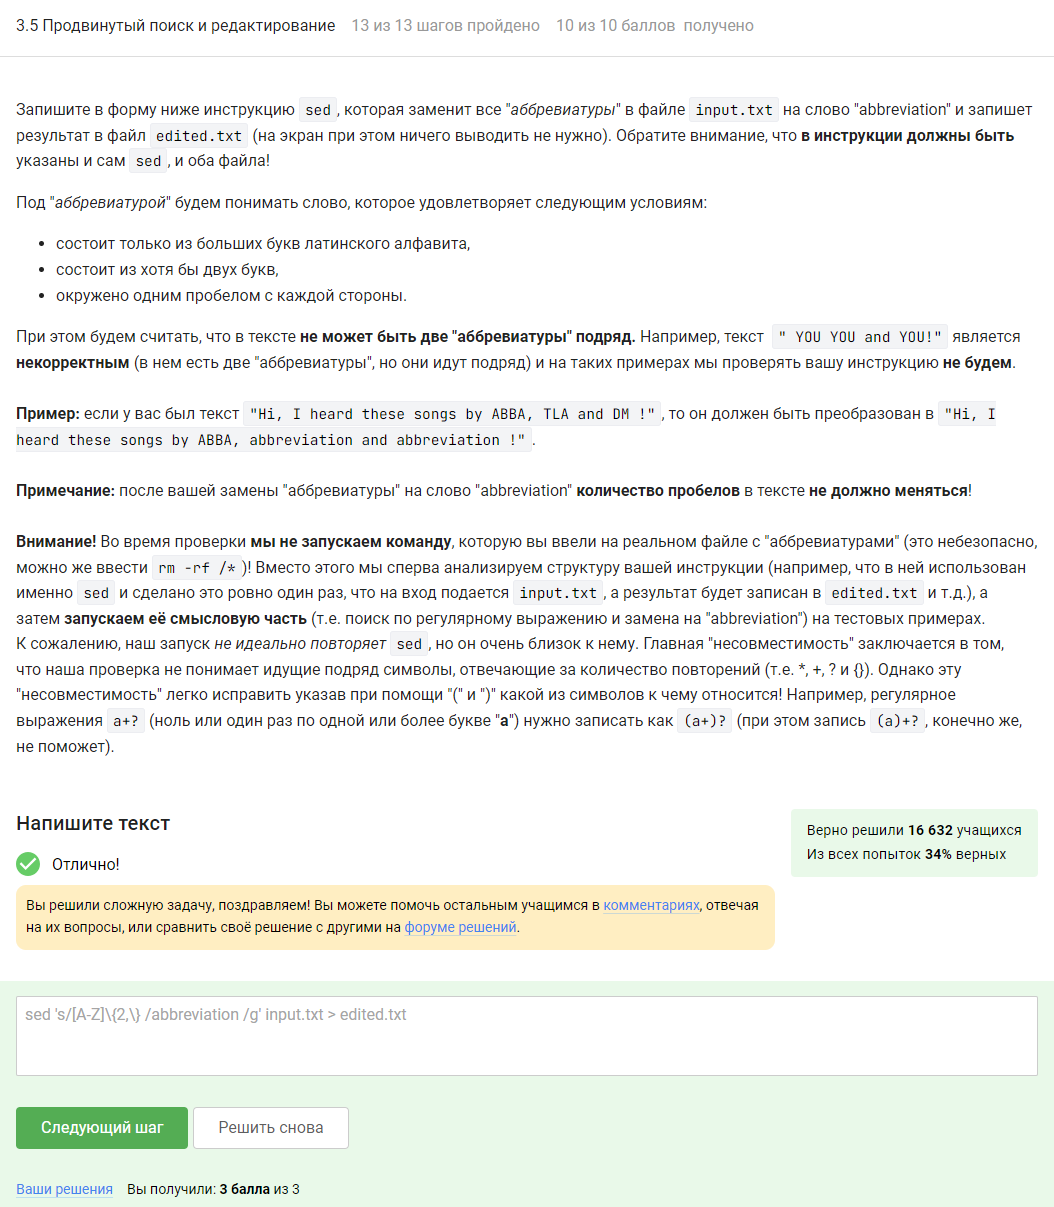 3.5 Продвинутый поиск и редактирование 13 из 13 шагов пройдено 10 из 10 баллов получено
Запишите в форму ниже инструкцию sed, которая заменит все "аббревиатуры" в файле input.txt на слово "abbreviation" и запишет
результат в файл edited.txt (на экран при этом ничего выводить не нужно). Обратите внимание, что в инструкции должны быть
указаны и сам sed, и оба файла!
Под "аббревиатурой" будем понимать слово, которое удовлетворяет следующим условиям:
• состоит только из больших букв латинского алфавита,
• состоит из хотя бы двух букв,
• окружено одним пробелом с каждой стороны.
При этом будем считать, что в тексте не может быть две "аббревиатуры" подряд. Например, текст " YOU YOU and YOU!" является
некорректным (в нем есть две "аббревиатуры", но они идут подряд) и на таких примерах мы проверять вашу инструкцию не будем.
Пример: если у вас был текст "Hi, I heard these songs by ABBA, TLA and DM !", то он должен быть преобразован в "Hi, I
heard these songs by ABBA, abbreviation and abbreviation !".
Примечание: после вашей замены "аббревиатуры" на слово "abbreviation" количество пробелов в тексте не должно меняться!
Внимание! Во время проверки мы не запускаем команду, которую вы ввели на реальном файле с "аббревиатурами" (это небезопасно,
можно же ввести rm -rf /*)! Вместо этого мы сперва анализируем структуру вашей инструкции (например, что в ней использован
именно sed и сделано это ровно один раз, что на вход подается input.txt, а результат будет записан в edited.txt и т.д.), а
затем запускаем её смысловую часть (т.е. поиск по регулярному выражению и замена на "abbreviation") на тестовых примерах.
К сожалению, наш запуск не идеально повторяет sed, но он очень близок к нему. Главная "несовместимость" заключается в том,
что наша проверка не понимает идущие подряд символы, отвечающие за количество повторений (т.е. *, +, ? и {}). Однако эту
"несовместимость" легко исправить указав при помощи "(" и ")" какой из символов к чему относится! Например, регулярное
выражения a+? (ноль или один раз по одной или более букве "a") нужно записать как (a+)? (при этом запись (a)+?, конечно же,
не поможет).
Напишите текст
Верно решили 16 632 учащихся
Из всех попыток 34% верных
Отлично!
Вы решили сложную задачу, поздравляем! Вы можете помочь остальным учащимся в комментариях, отвечая
на их вопросы, или сравнить своё решение с другими на форуме решений.
sed 's/[A-Z]\{2,\} /abbreviation /g' input.txt > edited.txt
Следующий шаг Решить снова
Ваши решения Вы получили: 3 балла из 3